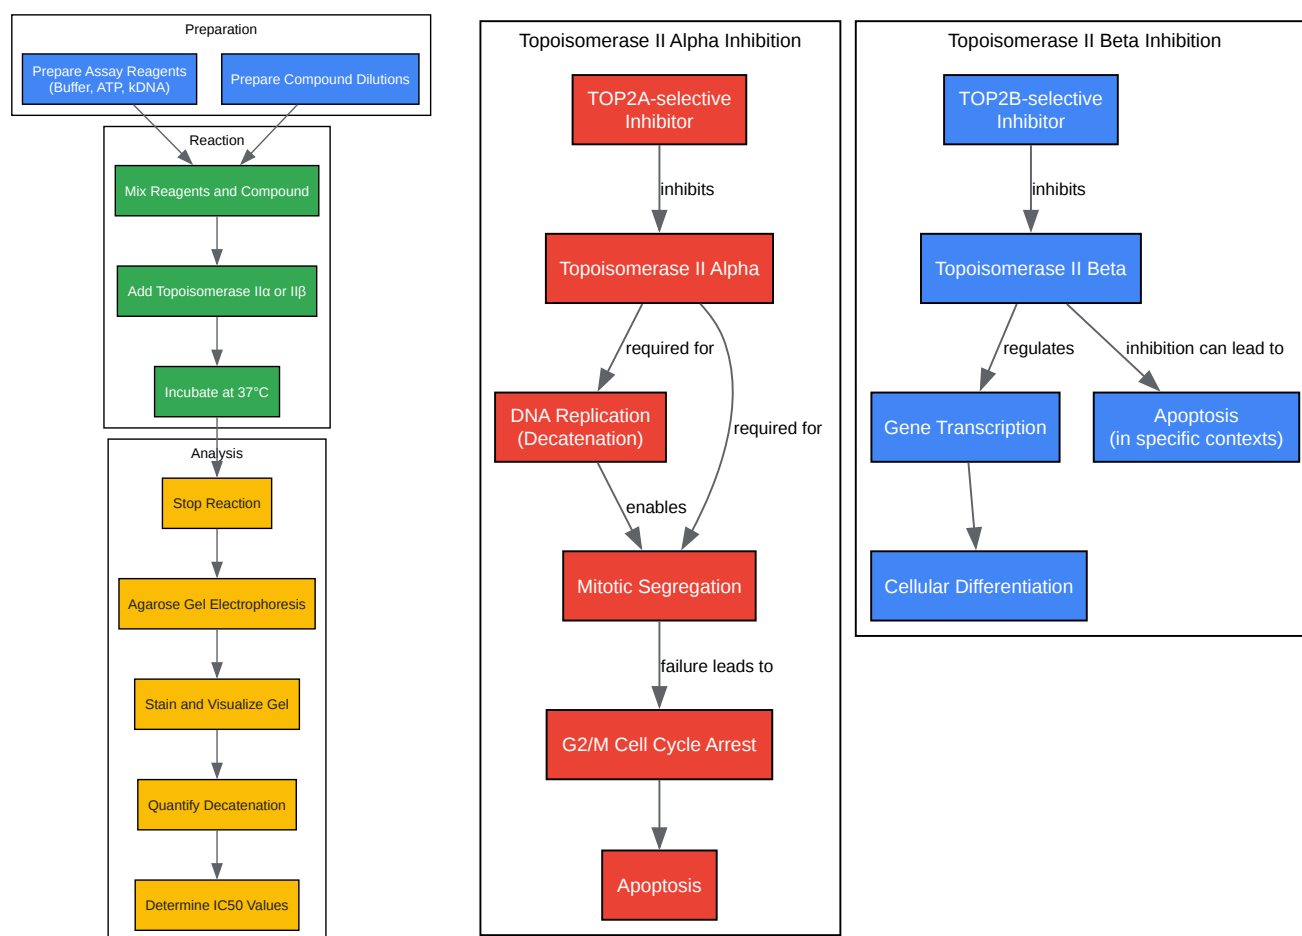 Preparation
Prepare Assay Reagents
(Buffer, ATP, kDNA)
Prepare Compound Dilutions
Reaction
Mix Reagents and Compound
Add Topoisomerase IIα or IIβ
Incubate at 37°C
Analysis
Stop Reaction
Agarose Gel Electrophoresis
Stain and Visualize Gel
Quantify Decatenation
Determine IC50 Values
Topoisomerase II Alpha Inhibition
TOP2A-selective
Inhibitor
inhibits
Topoisomerase II Alpha
required for
DNA Replication
(Decatenation)
required for
enables
Mitotic Segregation
failure leads to
G2/M Cell Cycle Arrest
Apoptosis
Topoisomerase II Beta Inhibition
TOP2B-selective
Inhibitor
inhibits
Topoisomerase II Beta
regulates
inhibition can lead to
Gene Transcription
Apoptosis
(in specific contexts)
Cellular Differentiation